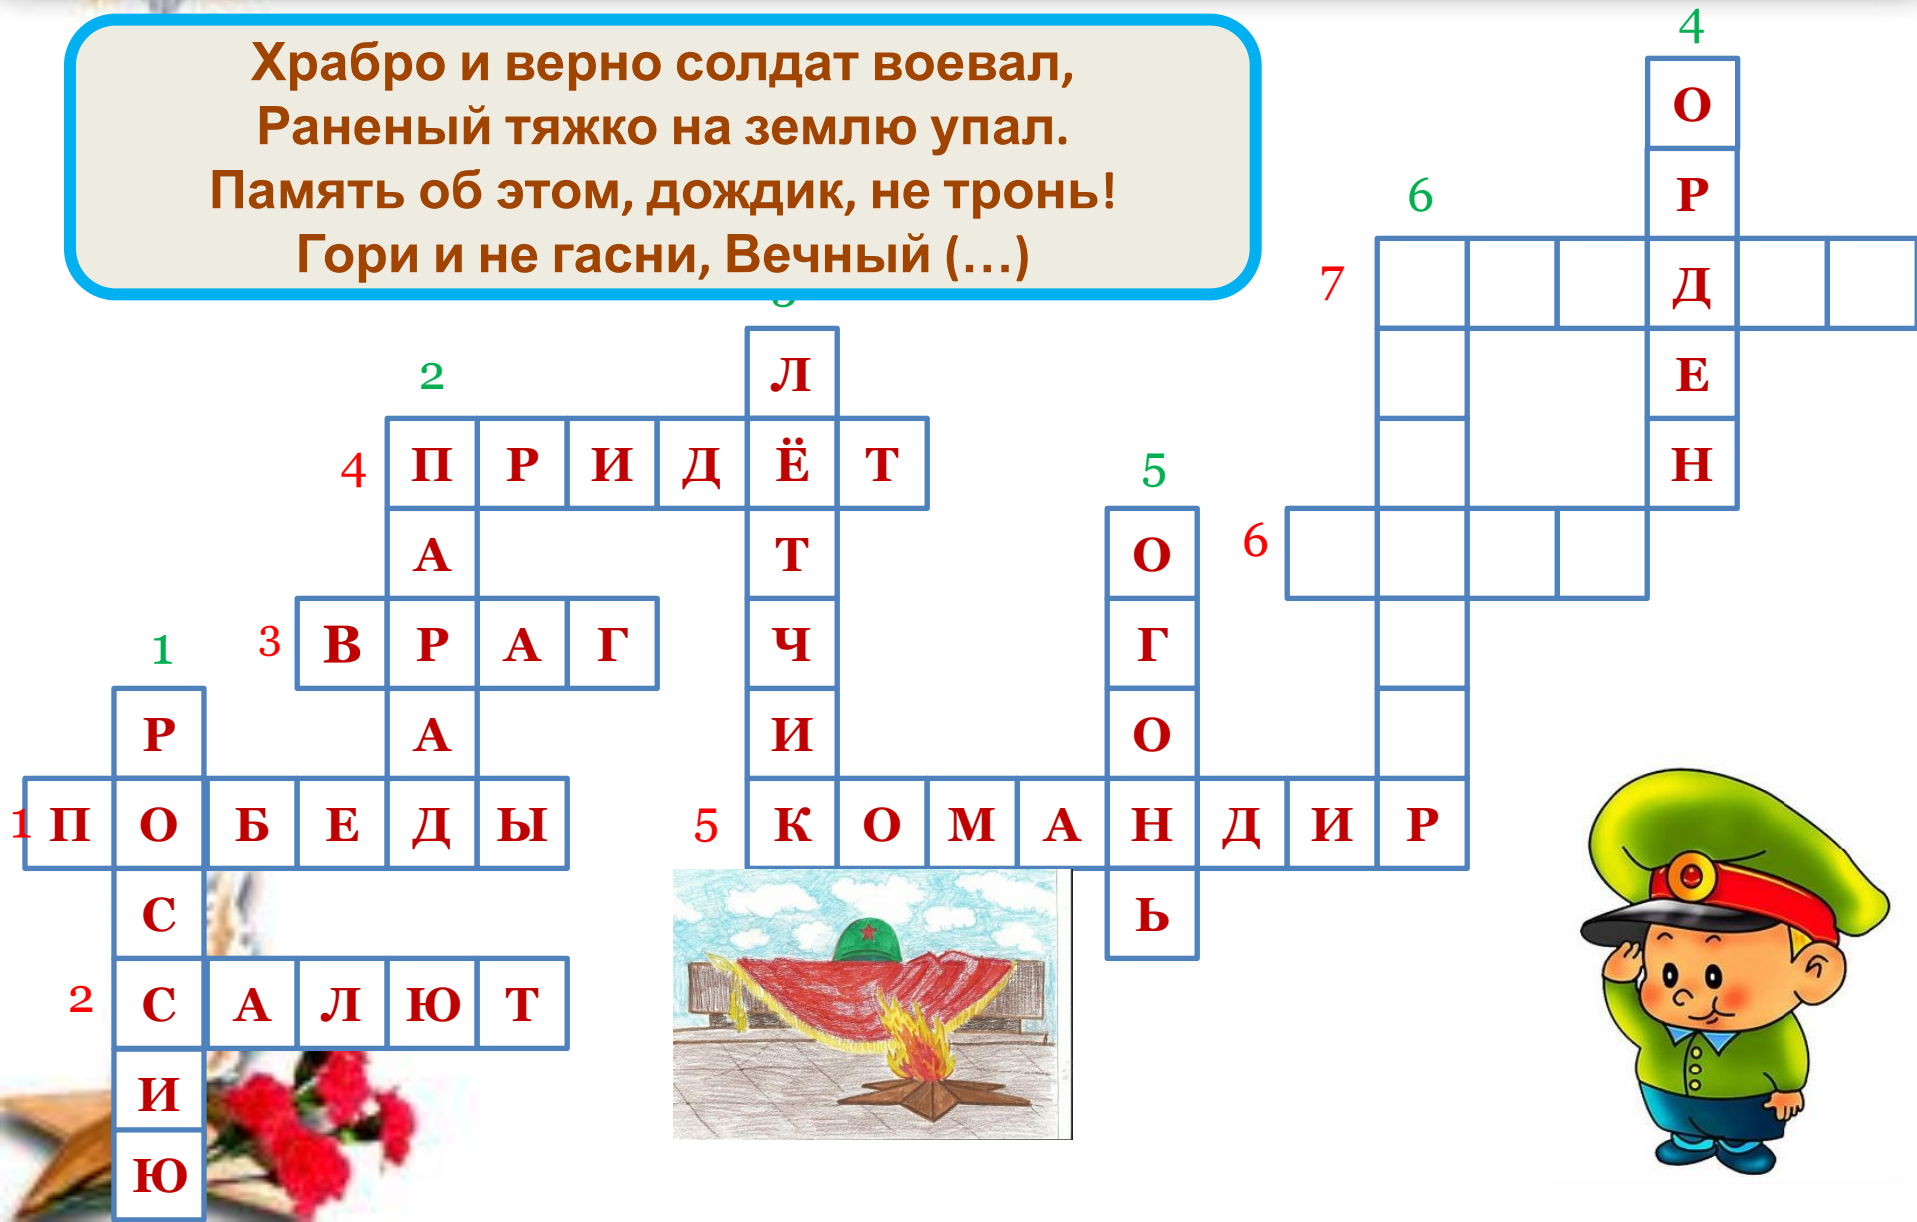 Храбро и верно солдат воевал,
Раненый тяжко на землю упал.
Память об этом, дождик, не тронь!
Гори и не гасни, Вечный (...)
4
О
Р
6
7 Д
Л Е
2
4 П Р И Д Ё Т Н
5
А Т О 6
3 В Р А Г Ч Г
1
Р А И О
1 П О Б Е Д Ы 5 К О М А Н Д И Р
С Ь
2 С А Л Ю Т
И
Ю